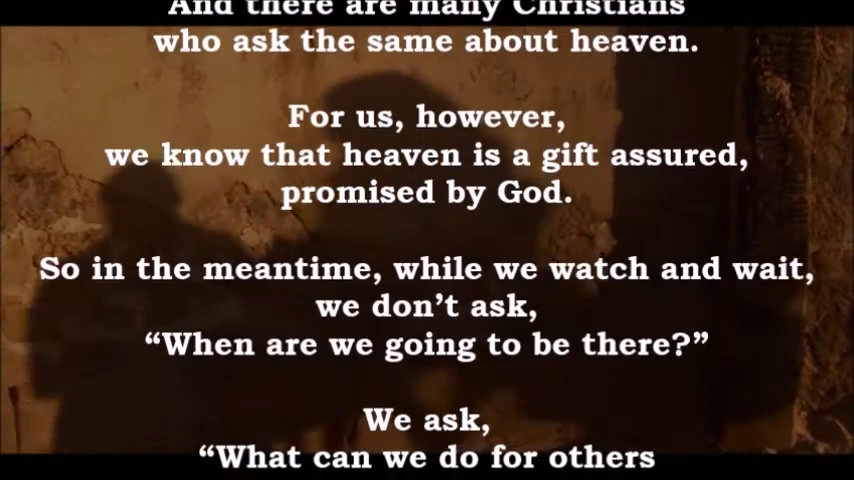 And there are many Christians
who ask the same about heaven.
For us, however,
we know that heaven is a gift assured,
promised by God.
So in the meantime, while we watch and wait,
we don’t ask,
“When are we going to be there?”
We ask,
“What can we do for others